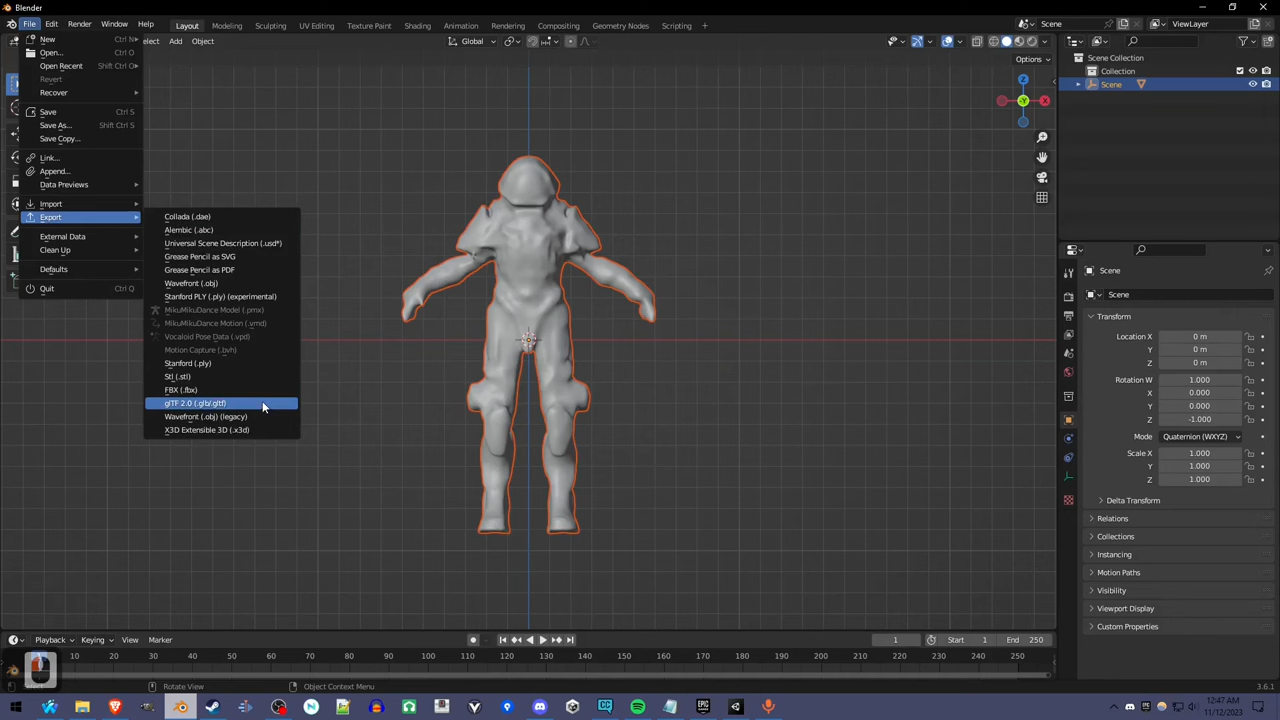 Blender
File Edit Render Window Help Layout Modeling Sculpting UV Editing Texture Paint Shading Animation Rendering Compositing Geometry Nodes Scripting Scene ViewLayer
elect Add Object Global
Options
New Ctrl N
Open... Ctrl O
Open Recent Shift Ctrl O
Revert
Recover
Save Ctrl S
Save As... Shift Ctrl S
Save Copy...
Link...
Append...
Data Previews
Import
Export
External Data
Clean Up
Defaults
Quit Ctrl Q
Collada (.dae)
Alembic (.abc)
Universal Scene Description (.usd*)
Grease Pencil as SVG
Grease Pencil as PDF
Wavefront (.obj)
Stanford PLY (.ply) (experimental)
MikuMikuDance Model (.pmx)
MikuMikuDance Motion (.vmd)
Vocaloid Pose Data (.vpd)
Motion Capture (.bvh)
Stanford (.ply)
Stl (.stl)
FBX (.fbx)
glTF 2.0 (.glb/.gltf)
Wavefront (.obj) (legacy)
X3D Extensible 3D (.x3d)
Z
Y
X
Scene Collection
Collection
Scene
Scene
Scene
Transform
Location X 0 m
Y 0 m
Z 0 m
Rotation W 1.000
X 0.000
Y 0.000
Z -1.000
Mode Quaternion (WXYZ)
Scale X 1.000
Y 1.000
Z 1.000
Delta Transform
Relations
Collections
Instancing
Motion Paths
Visibility
Viewport Display
Custom Properties
Playback Keying View Marker 1 Start 1 End 250
10 20 30 40 50 60 70 80 90 100 110 120 130 140 150 160 170 180 190 200 210 220 230 240 250
Rotate View Object Context Menu 3.6.1
12:47 AM
11/12/2023